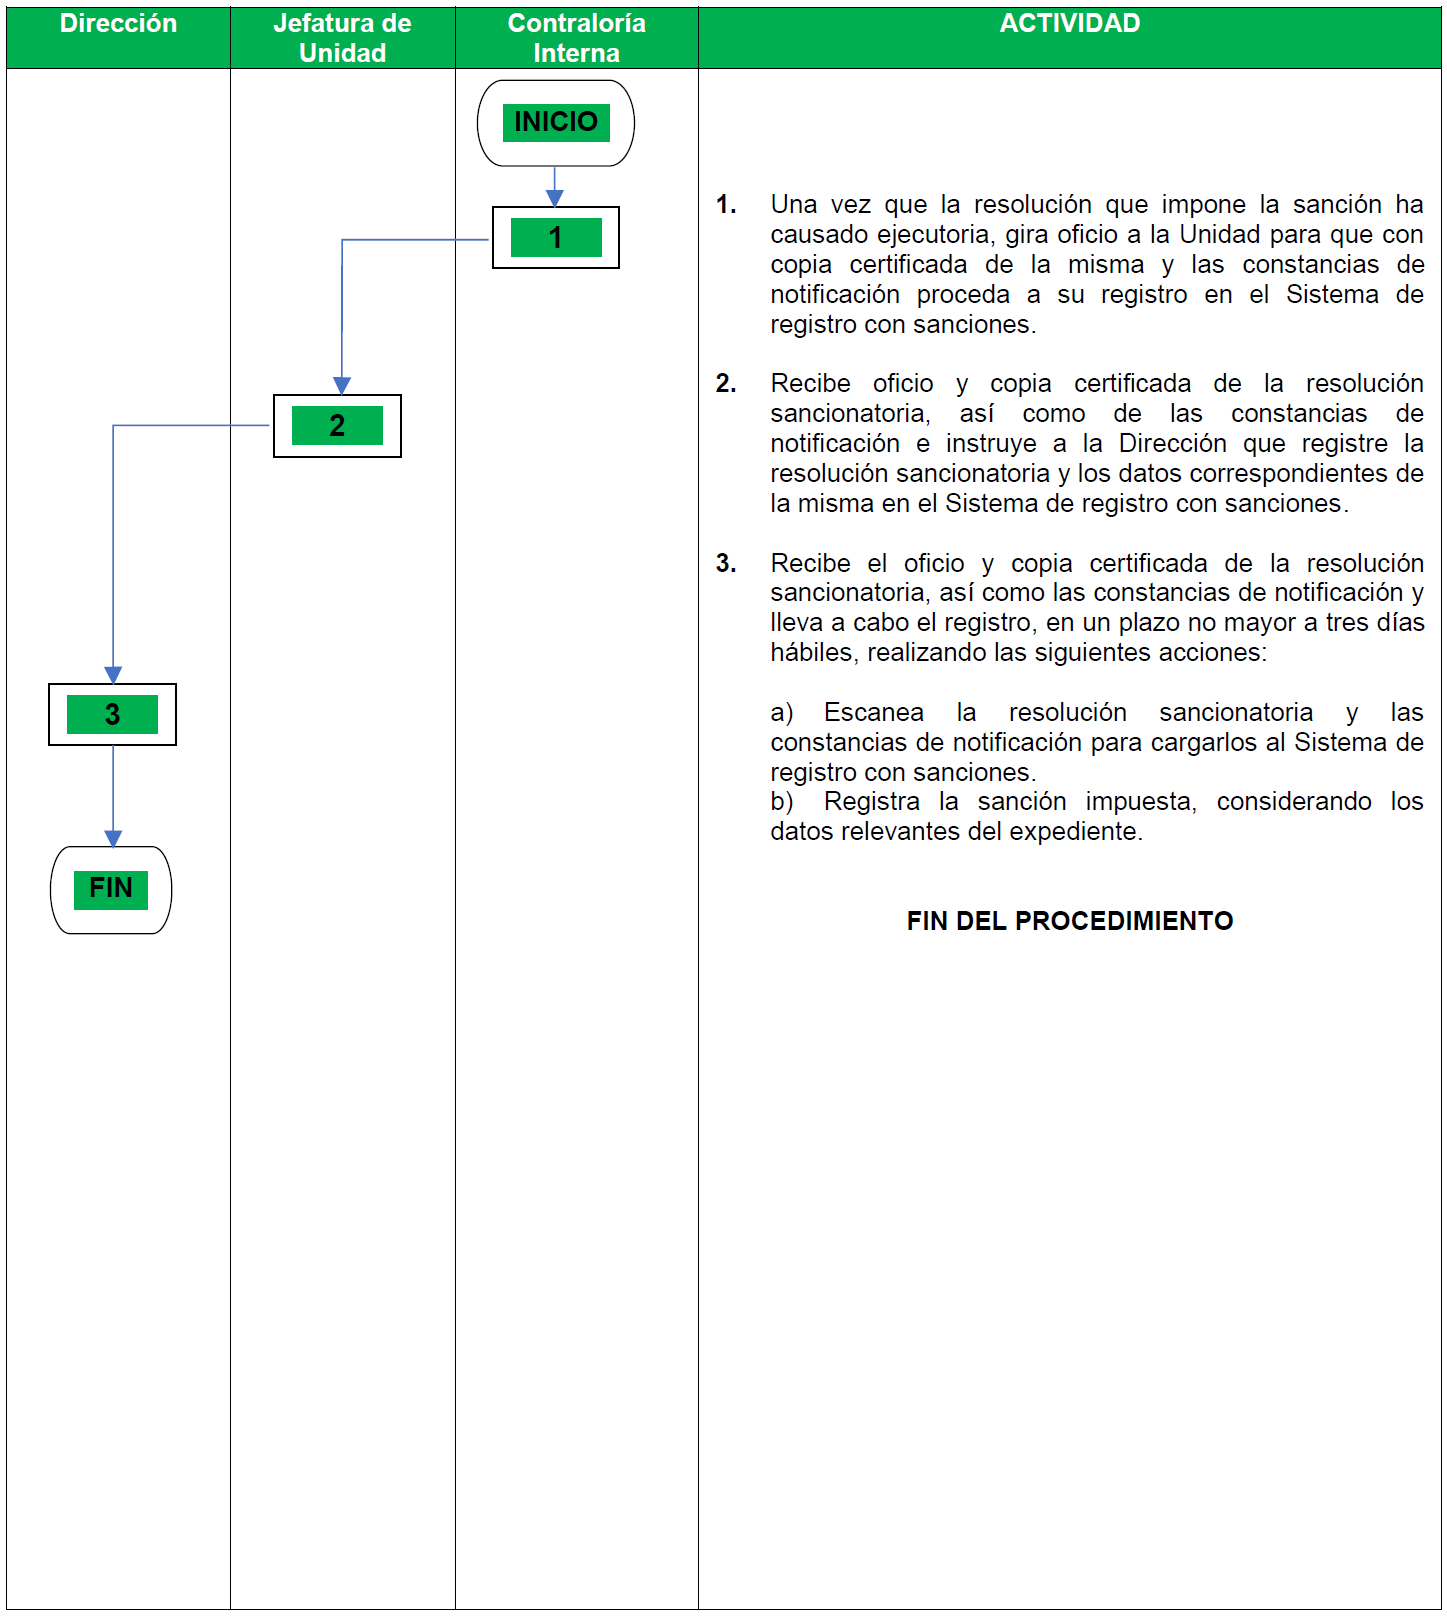 Dirección
Jefatura de
Unidad
Contraloría
Interna
ACTIVIDAD
INICIO
1
2
3
FIN
1. Una vez que la resolución que impone la sanción ha
causado ejecutoria, gira oficio a la Unidad para que con
copia certificada de la misma y las constancias de
notificación proceda a su registro en el Sistema de
registro con sanciones.
2. Recibe oficio y copia certificada de la resolución
sancionatoria, así como de las constancias de
notificación e instruye a la Dirección que registre la
resolución sancionatoria y los datos correspondientes de
la misma en el Sistema de registro con sanciones.
3. Recibe el oficio y copia certificada de la resolución
sancionatoria, así como las constancias de notificación y
lleva a cabo el registro, en un plazo no mayor a tres días
hábiles, realizando las siguientes acciones:
a) Escanea la resolución sancionatoria y las
constancias de notificación para cargarlos al Sistema de
registro con sanciones.
b) Registra la sanción impuesta, considerando los
datos relevantes del expediente.
FIN DEL PROCEDIMIENTO